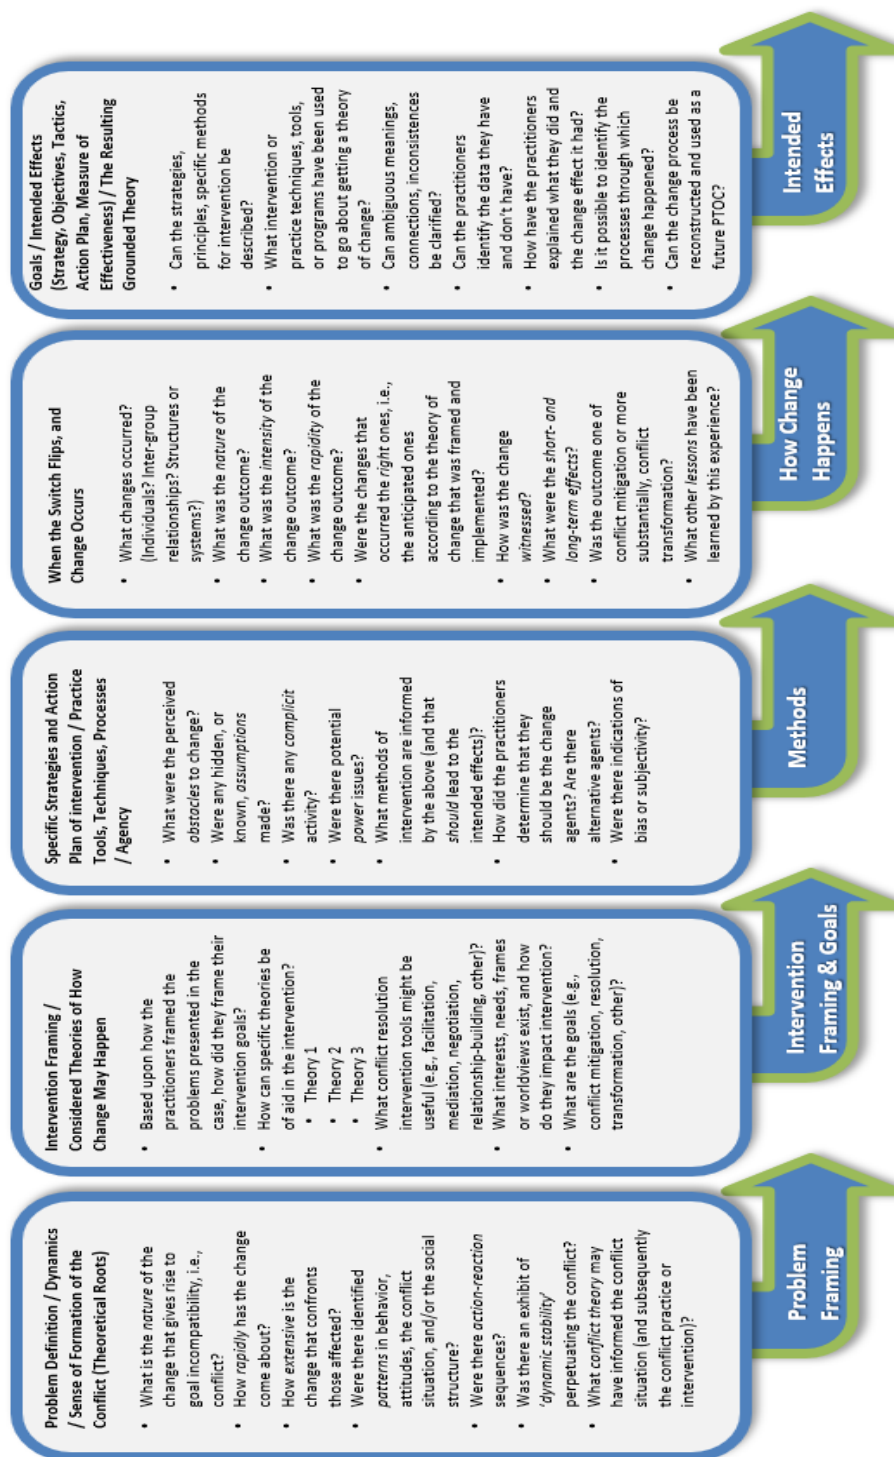 Problem Definition / Dynamics
/ Sense of Formation of the
Conflict (Theoretical Roots)
• What is the nature of the
change that gives rise to
goal incompatibility, i.e.,
conflict?
• How rapidly has the change
come about?
• How extensive is the
change that confronts
those affected?
• Were there identified
patterns in behavior,
attitudes, the conflict
situation, and/or the social
structure?
• Were there action-reaction
sequences?
• Was there an exhibit of
'dynamic stability'
perpetuating the conflict?
• What conflict theory may
have informed the conflict
situation (and subsequently
the conflict practice or
intervention)?
Problem
Framing
Intervention Framing /
Considered Theories of How
Change May Happen
• Based upon how the
practitioners framed the
problems presented in the
case, how did they frame their
intervention goals?
• How can specific theories be
of aid in the intervention?
• Theory 1
• Theory 2
• Theory 3
• What conflict resolution
intervention tools might be
useful (e.g., facilitation,
mediation, negotiation,
relationship-building, other)?
• What interests, needs, frames
or worldviews exist, and how
do they impact intervention?
• What are the goals (e.g.,
conflict mitigation, resolution,
transformation, other)?
Intervention
Framing & Goals
Specific Strategies and Action
Plan of intervention / Practice
Tools, Techniques, Processes
/ Agency
• What were the perceived
obstacles to change?
• Were any hidden, or
known, assumptions
made?
• Was there any complicit
activity?
• Were there potential
power issues?
• What methods of
intervention are informed
by the above (and that
should lead to the
intended effects)?
• How did the practitioners
determine that they
should be the change
agents? Are there
alternative agents?
• Were there indications of
bias or subjectivity?
Methods
When the Switch Flips, and
Change Occurs
• What changes occurred?
(Individuals? Inter-group
relationships? Structures or
systems?)
• What was the nature of the
change outcome?
• What was the intensity of the
change outcome?
• What was the rapidity of the
change outcome?
• Were the changes that
occurred the right ones, i.e.,
the anticipated ones
according to the theory of
change that was framed and
implemented?
• How was the change
witnessed?
• What were the short- and
long-term effects?
• Was the outcome one of
conflict mitigation or more
substantially, conflict
transformation?
• What other lessons have been
learned by this experience?
How Change
Happens
Goals / Intended Effects
(Strategy, Objectives, Tactics,
Action Plan, Measure of
Effectiveness) / The Resulting
Grounded Theory
• Can the strategies,
principles, specific methods
for intervention be
described?
• What intervention or
practice techniques, tools,
or programs have been used
to go about getting a theory
of change?
• Can ambiguous meanings,
connections, inconsistences
be clarified?
• Can the practitioners
identify the data they have
and don't have?
• How have the practitioners
explained what they did and
the change effect it had?
• Is it possible to identify the
processes through which
change happened?
• Can the change process be
reconstructed and used as a
future PTOC?
Intended
Effects